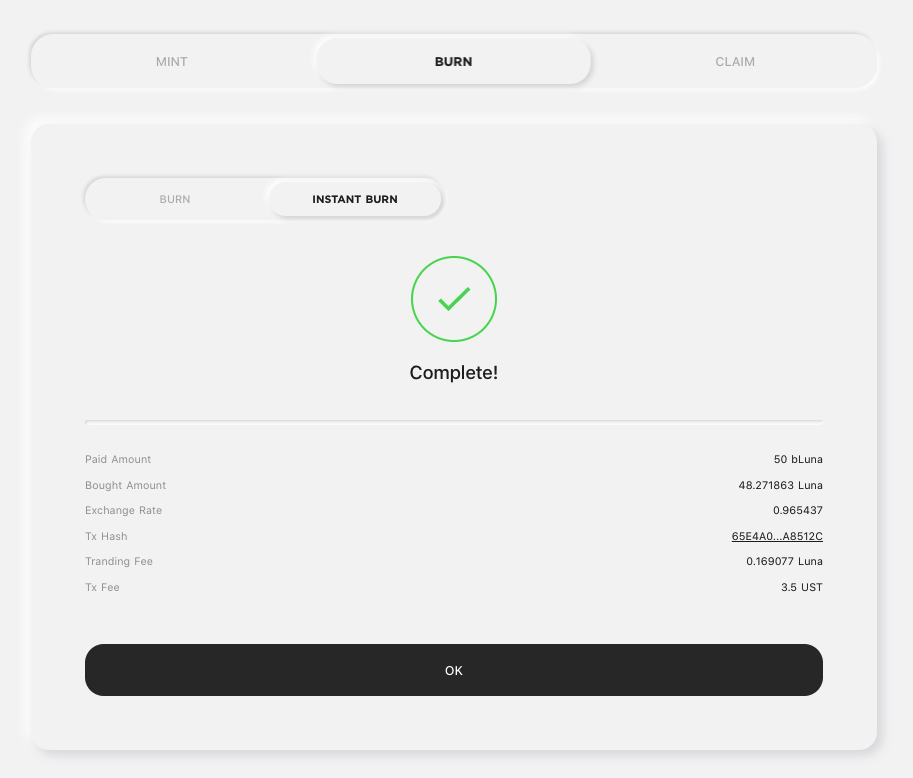 MINT BURN CLAIM
BURN INSTANT BURN
Complete!
Paid Amount 50 bLuna
Bought Amount 48.271863 Luna
Exchange Rate 0.965437
Tx Hash 65E4A0...A8512C
Tranding Fee 0.169077 Luna
Tx Fee 3.5 UST
OK